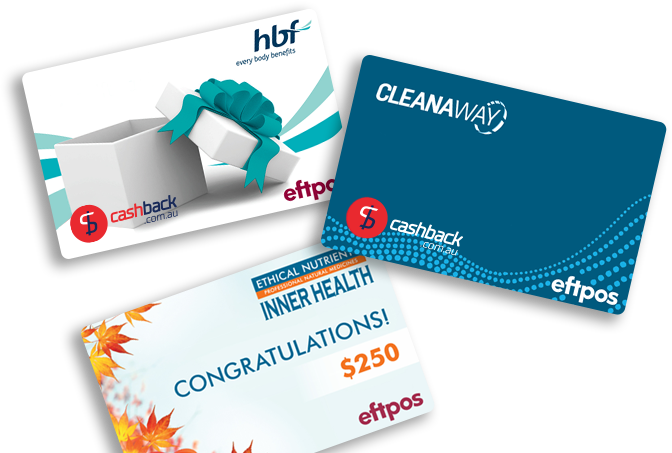 hbf
every body benefits
cashback
.com.au
eftpos
CLEANAWAY
cashback
.com.au
eftpos
ETHICAL NUTRIENT
PROFESSIONAL NATURAL MEDICINES
INNER HEALTH
CONGRATULATIONS!
$250
eftpos